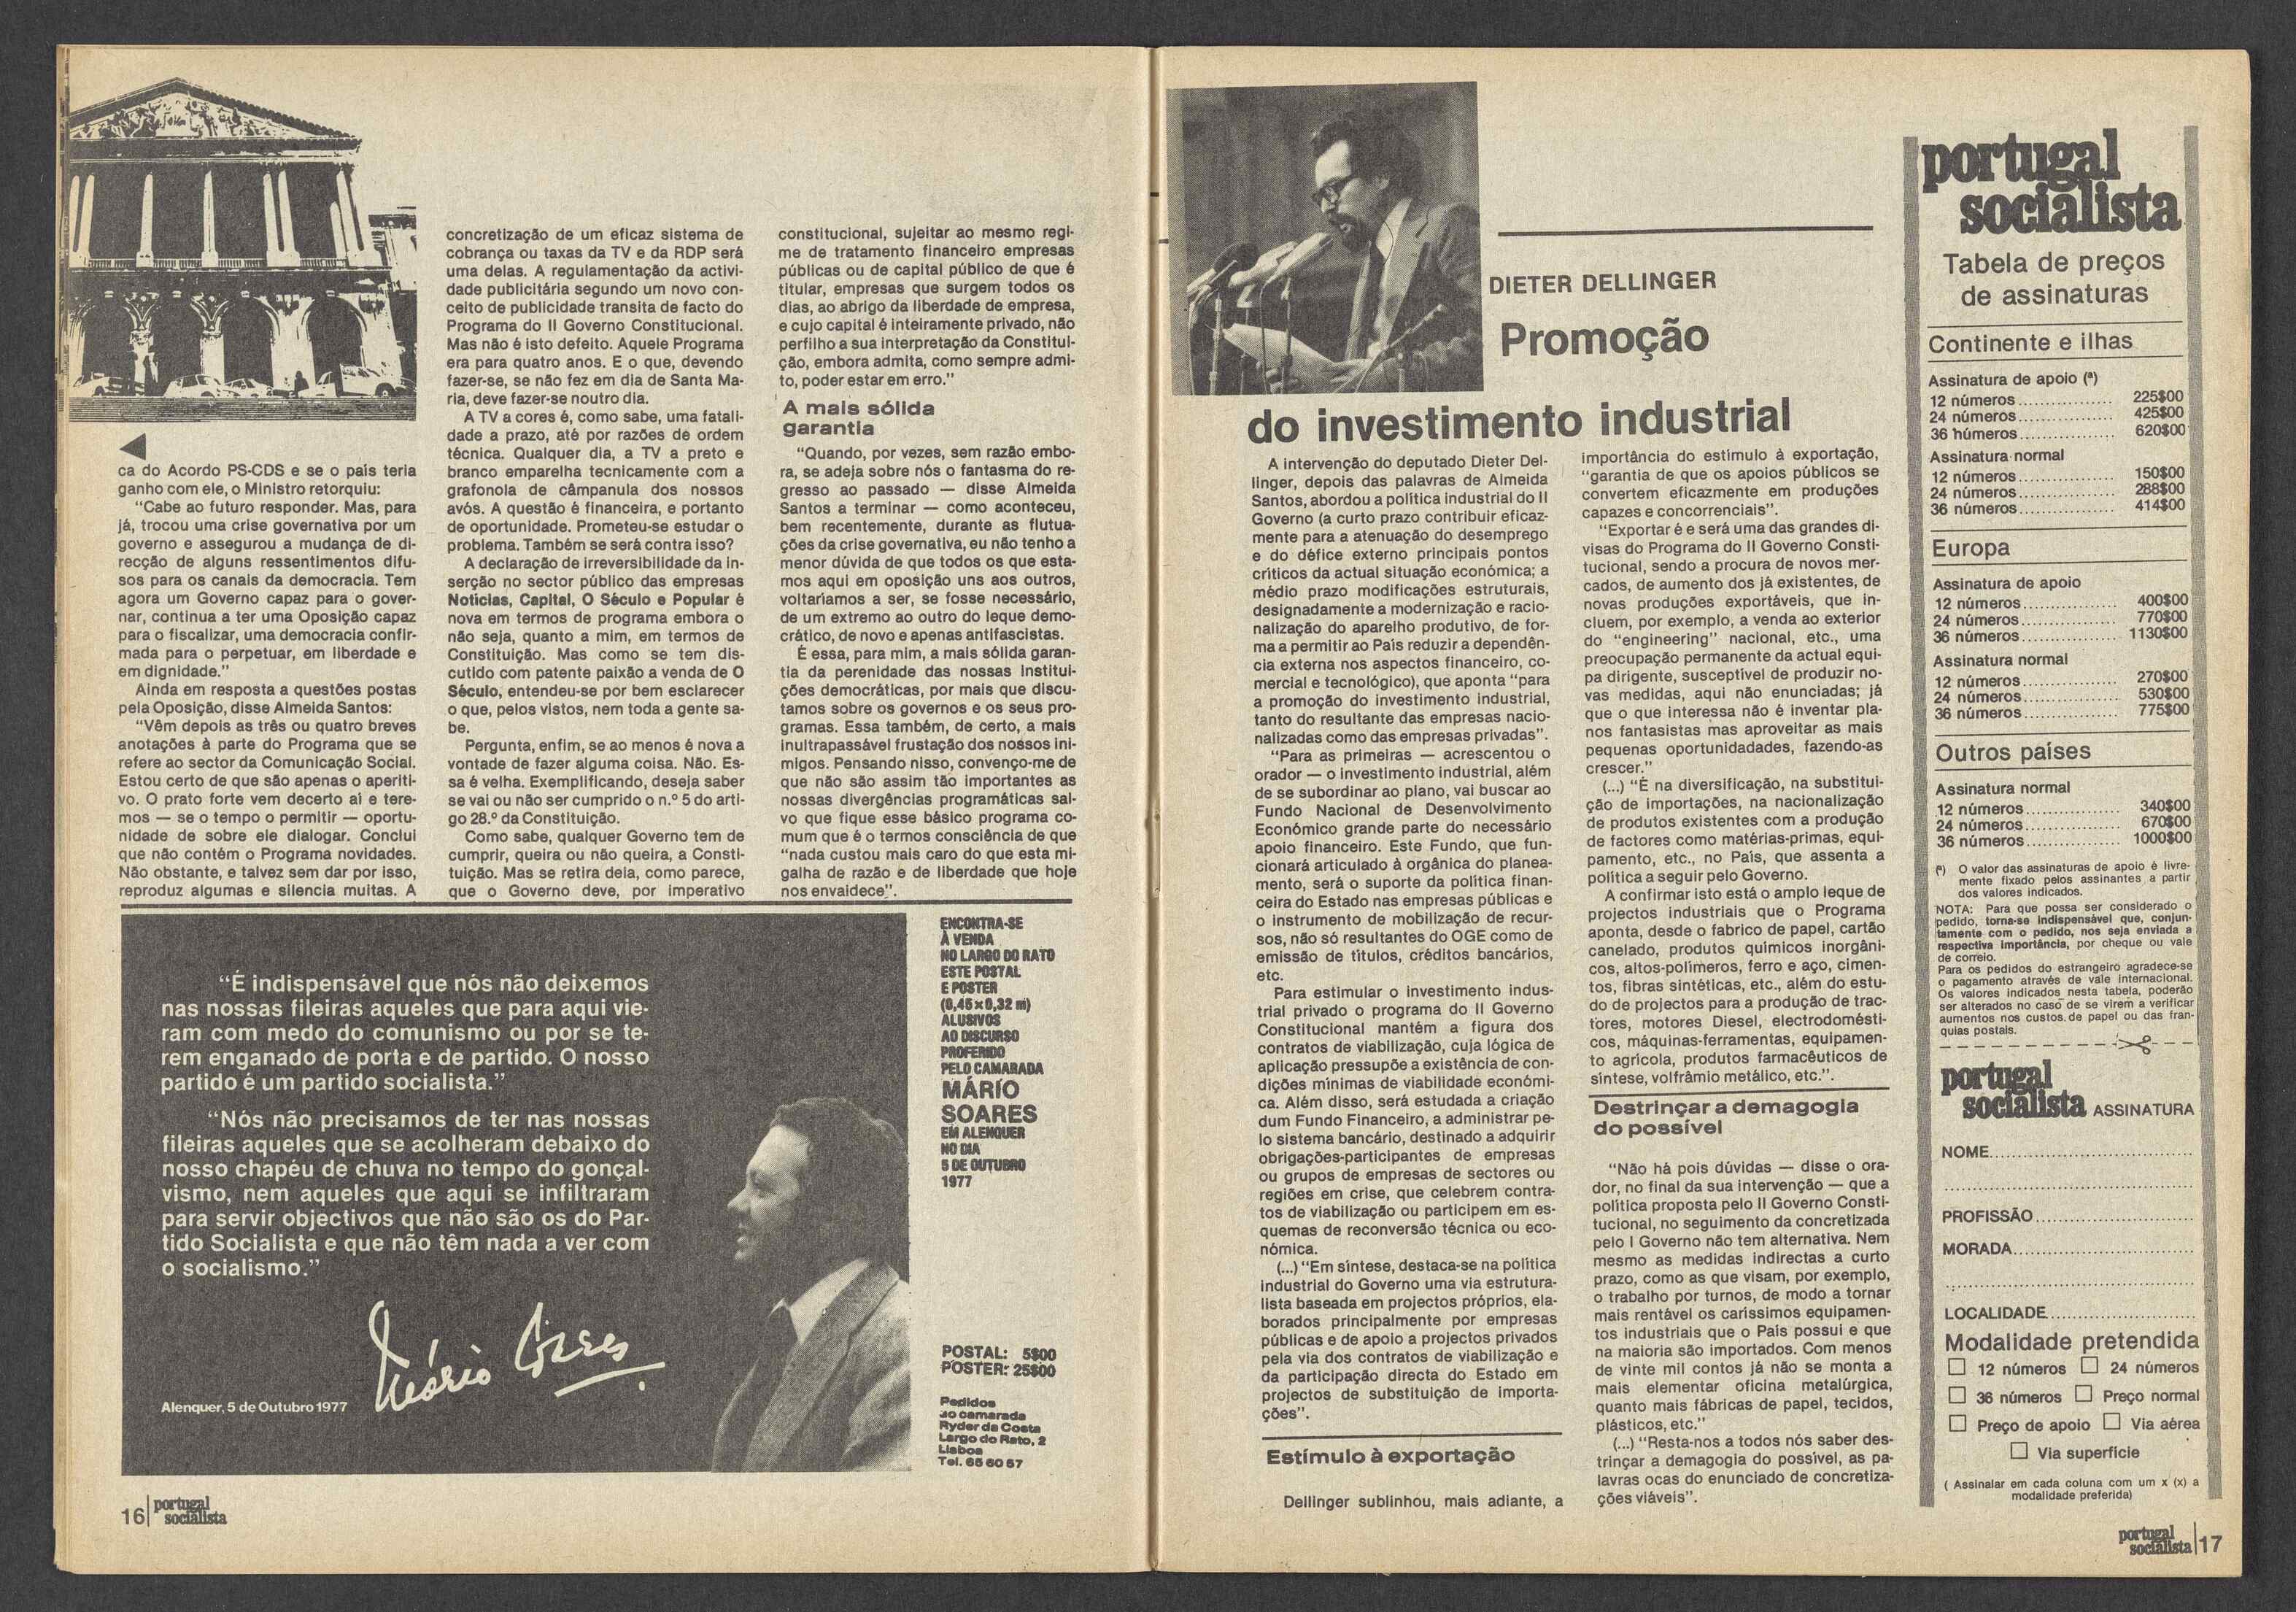 ca do Acordo PS-CDS e se o país teria
ganho com ele, o Ministro retorquiu:
"Cabe ao futuro responder. Mas, para
já, trocou uma crise governativa por um
governo e assegurou a mudança de di-
recção de alguns ressentimentos difu-
sos para os canais da democracia. Tem
agora um Governo capaz para o gover-
nar, continua a ter uma Oposição capaz
para o fiscalizar, uma democracia confir-
mada para o perpetuar, em liberdade e
em dignidade."
Ainda em resposta a questões postas
pela Oposição, disse Almeida Santos:
"Vêm depois as três ou quatro breves
anotações à parte do Programa que se
refere ao sector da Comunicação Social.
Estou certo de que são apenas o aperiti-
vo. O prato forte vem decerto aí e tere-
mos — se o tempo o permitir — oportu-
nidade de sobre ele dialogar. Conclui
que não contém o Programa novidades.
Não obstante, e talvez sem dar por isso,
reproduz algumas e silencia muitas. A
concretização de um eficaz sistema de
cobrança ou taxas da TV e da RDP será
uma delas. A regulamentação da activi-
dade publicitária segundo um novo con-
ceito de publicidade transita de facto do
Programa do II Governo Constitucional.
Mas não é isto defeito. Aquele Programa
era para quatro anos. E o que, devendo
fazer-se, se não fez em dia de Santa Ma-
ria, deve fazer-se noutro dia.
A TV a cores é, como sabe, uma fatali-
dade a prazo, até por razões de ordem
técnica. Qualquer dia, a TV a preto e
branco emparelha tecnicamente com a
grafonola de câmpanula dos nossos
avós. A questão é financeira, e portanto
de oportunidade. Prometeu-se estudar o
problema. Também se será contra isso?
A declaração de irreversibilidade da in-
serção no sector público das empresas
Notícias, Capital, O Século e Popular é
nova em termos de programa embora o
não seja, quanto a mim, em termos de
Constituição. Mas como se tem dis-
cutido com patente paixão a venda de O
Século, entendeu-se por bem esclarecer
o que, pelos vistos, nem toda a gente sa-
be.
Pergunta, enfim, se ao menos é nova a
vontade de fazer alguma coisa. Não. Es-
sa é velha. Exemplificando, deseja saber
se vai ou não ser cumprido o n.º 5 do arti-
go 28.º da Constituição.
Como sabe, qualquer Governo tem de
cumprir, queira ou não queira, a Consti-
tuição. Mas se retira dela, como parece,
que o Governo deve, por imperativo
constitucional, sujeitar ao mesmo regi-
me de tratamento financeiro empresas
públicas ou de capital público de que é
titular, empresas que surgem todos os
dias, ao abrigo da liberdade de empresa,
e cujo capital é inteiramente privado, não
perfilho a sua interpretação da Constitui-
ção, embora admita, como sempre admi-
to, poder estar em erro."
A mais sólida
garantia
"Quando, por vezes, sem razão embo-
ra, se adeja sobre nós o fantasma do re-
gresso ao passado — disse Almeida
Santos a terminar — como aconteceu,
bem recentemente, durante as flutua-
ções da crise governativa, eu não tenho a
menor dúvida de que todos os que esta-
mos aqui em oposição uns aos outros,
voltaríamos a ser, se fosse necessário,
de um extremo ao outro do leque demo-
crático, de novo e apenas antifascistas.
É essa, para mim, a mais sólida garan-
tia da perenidade das nossas institui-
ções democráticas, por mais que discu-
tamos sobre os governos e os seus pro-
gramas. Essa também, de certo, a mais
inultrapassável frustação dos nossos ini-
migos. Pensando nisso, convenço-me de
que não são assim tão importantes as
nossas divergências programáticas sal-
vo que fique esse básico programa co-
mum que é o termos consciência de que
"nada custou mais caro do que esta mi-
galha de razão e de liberdade que hoje
nos envaidece".
"É indispensável que nós não deixemos
nas nossas fileiras aqueles que para aqui vie-
ram com medo do comunismo ou por se te-
rem enganado de porta e de partido. O nosso
partido é um partido socialista."
"Nós não precisamos de ter nas nossas
fileiras aqueles que se acolheram debaixo do
nosso chapéu de chuva no tempo do gonçal-
vismo, nem aqueles que aqui se infiltraram
para servir objectivos que não são os do Par-
tido Socialista e que não têm nada a ver com
o socialismo."
Mário Soares
Alenquer, 5 de Outubro 1977
ENCONTRA-SE
À VENDA
NO LARGO DO RATO
ESTE POSTAL
E POSTER
(0,45×0,32 m)
ALUSIVOS
AO DISCURSO
PROFERIDO
PELO CAMARADA
MÁRIO
SOARES
EM ALENQUER
NO DIA
5 DE OUTUBRO
1977
POSTAL: 5$00
POSTER: 25$00
Pedidos
ao camarada
Ryder da Costa
Largo do Rato, 2
Lisboa
Tel. 65 60 57
16 portugal
socialista
DIETER DELLINGER
Promoção
do investimento industrial
A intervenção do deputado Dieter Del-
linger, depois das palavras de Almeida
Santos, abordou a política industrial do II
Governo (a curto prazo contribuir eficaz-
mente para a atenuação do desemprego
e do défice externo principais pontos
críticos da actual situação económica; a
médio prazo modificações estruturais,
designadamente a modernização e racio-
nalização do aparelho produtivo, de for-
ma a permitir ao País reduzir a dependên-
cia externa nos aspectos financeiro, co-
mercial e tecnológico), que aponta "para
a promoção do investimento industrial,
tanto do resultante das empresas nacio-
nalizadas como das empresas privadas".
"Para as primeiras — acrescentou o
orador — o investimento industrial, além
de se subordinar ao plano, vai buscar ao
Fundo Nacional de Desenvolvimento
Económico grande parte do necessário
apoio financeiro. Este Fundo, que fun-
cionará articulado à orgânica do planea-
mento, será o suporte da política finan-
ceira do Estado nas empresas públicas e
o instrumento de mobilização de recur-
sos, não só resultantes do OGE como de
emissão de títulos, créditos bancários,
etc.
Para estimular o investimento indus-
trial privado o programa do II Governo
Constitucional mantém a figura dos
contratos de viabilização, cuja lógica de
aplicação pressupõe a existência de con-
dições mínimas de viabilidade económi-
ca. Além disso, será estudada a criação
dum Fundo Financeiro, a administrar pe-
lo sistema bancário, destinado a adquirir
obrigações-participantes de empresas
ou grupos de empresas de sectores ou
regiões em crise, que celebrem contra-
tos de viabilização ou participem em es-
quemas de reconversão técnica ou eco-
nómica.
(...) "Em síntese, destaca-se na política
industrial do Governo uma via estrutura-
lista baseada em projectos próprios, ela-
borados principalmente por empresas
públicas e de apoio a projectos privados
pela via dos contratos de viabilização e
da participação directa do Estado em
projectos de substituição de importa-
ções".
Estímulo à exportação
Dellinger sublinhou, mais adiante, a
importância do estímulo à exportação,
"garantia de que os apoios públicos se
convertem eficazmente em produções
capazes e concorrenciais".
"Exportar é e será uma das grandes di-
visas do Programa do II Governo Consti-
tucional, sendo a procura de novos mer-
cados, de aumento dos já existentes, de
novas produções exportáveis, que in-
cluem, por exemplo, a venda ao exterior
do "engineering" nacional, etc., uma
preocupação permanente da actual equi-
pa dirigente, susceptível de produzir no-
vas medidas, aqui não enunciadas; já
que o que interessa não é inventar pla-
nos fantasistas mas aproveitar as mais
pequenas oportunidadades, fazendo-as
crescer."
(...) "É na diversificação, na substitui-
ção de importações, na nacionalização
de produtos existentes com a produção
de factores como matérias-primas, equi-
pamento, etc., no País, que assenta a
política a seguir pelo Governo.
A confirmar isto está o amplo leque de
projectos industriais que o Programa
aponta, desde o fabrico de papel, cartão
canelado, produtos químicos inorgâni-
cos, altos-polímeros, ferro e aço, cimen-
tos, fibras sintéticas, etc., além do estu-
do de projectos para a produção de trac-
tores, motores Diesel, electrodomésti-
cos, máquinas-ferramentas, equipamen-
to agrícola, produtos farmacêuticos de
síntese, volfrâmio metálico, etc.".
Destrinçar a demagogia
do possível
"Não há pois dúvidas — disse o ora-
dor, no final da sua intervenção — que a
política proposta pelo II Governo Consti-
tucional, no seguimento da concretizada
pelo I Governo não tem alternativa. Nem
mesmo as medidas indirectas a curto
prazo, como as que visam, por exemplo,
o trabalho por turnos, de modo a tornar
mais rentável os caríssimos equipamen-
tos industriais que o País possui e que
na maioria são importados. Com menos
de vinte mil contos já não se monta a
mais elementar oficina metalúrgica,
quanto mais fábricas de papel, tecidos,
plásticos, etc."
(...) "Resta-nos a todos nós saber des-
trinçar a demagogia do possível, as pa-
lavras ocas do enunciado de concretiza-
ções viáveis".
portugal
socialista
Tabela de preços
de assinaturas
Continente e ilhas
Assinatura de apoio (ª)
12 números................. 225$00
24 números................. 425$00
36 números................. 620$00
Assinatura normal
12 números................. 150$00
24 números................. 288$00
36 números................. 414$00
Europa
Assinatura de apoio
12 números................. 400$00
24 números................. 770$00
36 números................. 1130$00
Assinatura normal
12 números................. 270$00
24 números................. 530$00
36 números................. 775$00
Outros países
Assinatura normal
12 números................. 340$00
24 números................. 670$00
36 números................. 1000$00
(ª) O valor das assinaturas de apoio é livre-
mente fixado pelos assinantes a partir
dos valores indicados.
NOTA: Para que possa ser considerado o
pedido, torna-se indispensável que, conjun-
tamente com o pedido, nos seja enviada a
respectiva importância, por cheque ou vale
de correio.
Para os pedidos do estrangeiro agradece-se
o pagamento através de vale internacional.
Os valores indicados nesta tabela, poderão
ser alterados no caso de se virem a verificar
aumentos nos custos de papel ou das fran-
quias postais.
portugal
socialista ASSINATURA
NOME
PROFISSÃO
MORADA
LOCALIDADE
Modalidade pretendida
☐ 12 números ☐ 24 números
☐ 36 números ☐ Preço normal
☐ Preço de apoio ☐ Via aérea
☐ Via superfície
( Assinalar em cada coluna com um x (x) a
modalidade preferida)
portugal
socialista 17